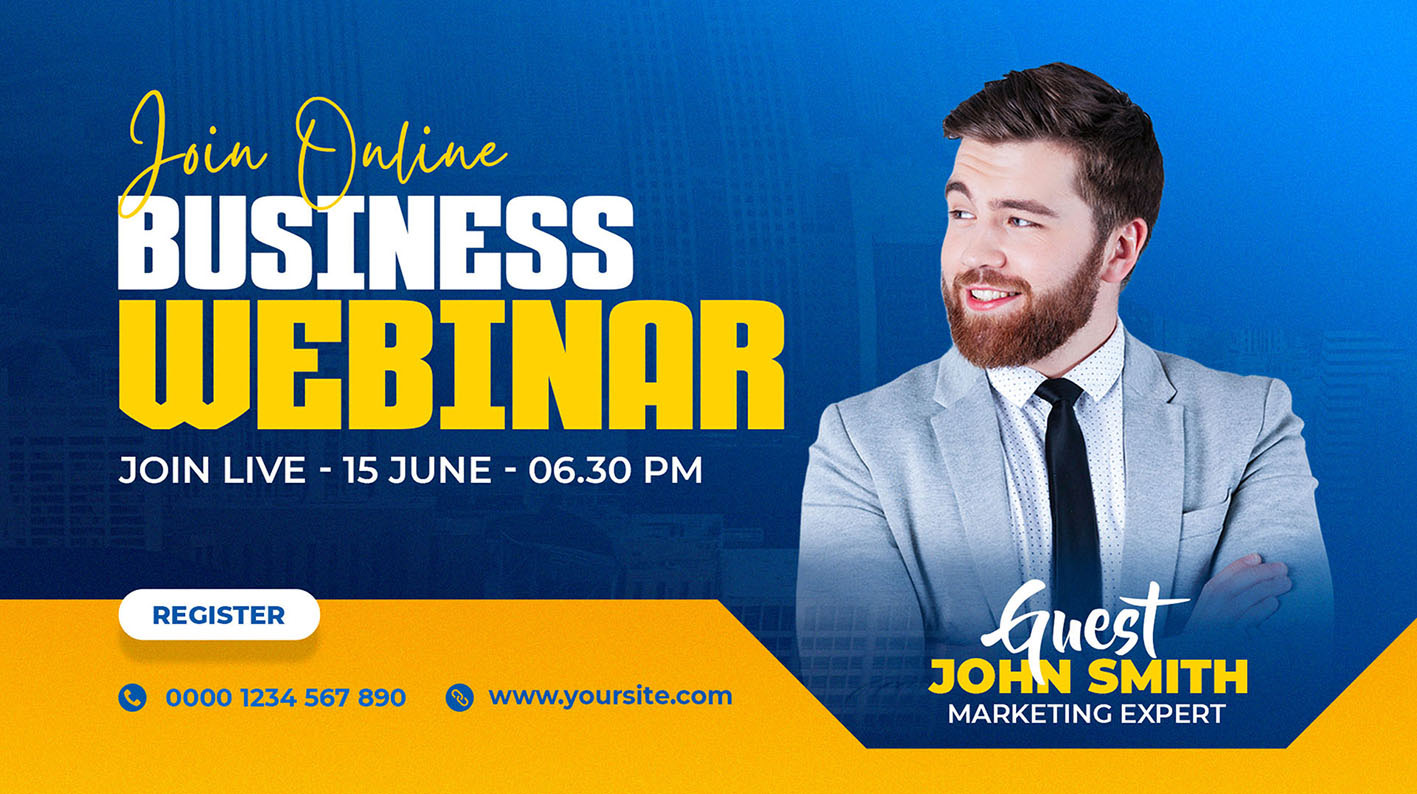 Join Online
BUSINESS
WEBINAR
JOIN LIVE - 15 JUNE - 06.30 PM
REGISTER
0000 1234 567 890
www.yoursite.com
Guest
JOHN SMITH
MARKETING EXPERT